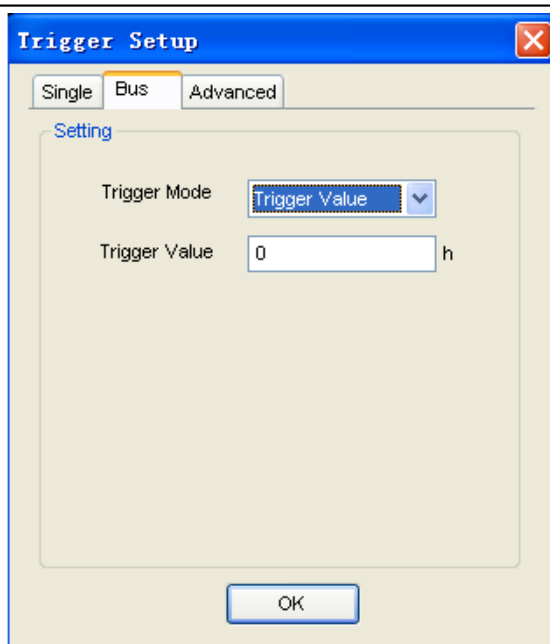 Trigger Setup
Single Bus Advanced
Setting
Trigger Mode Trigger Value
Trigger Value 0 h
OK